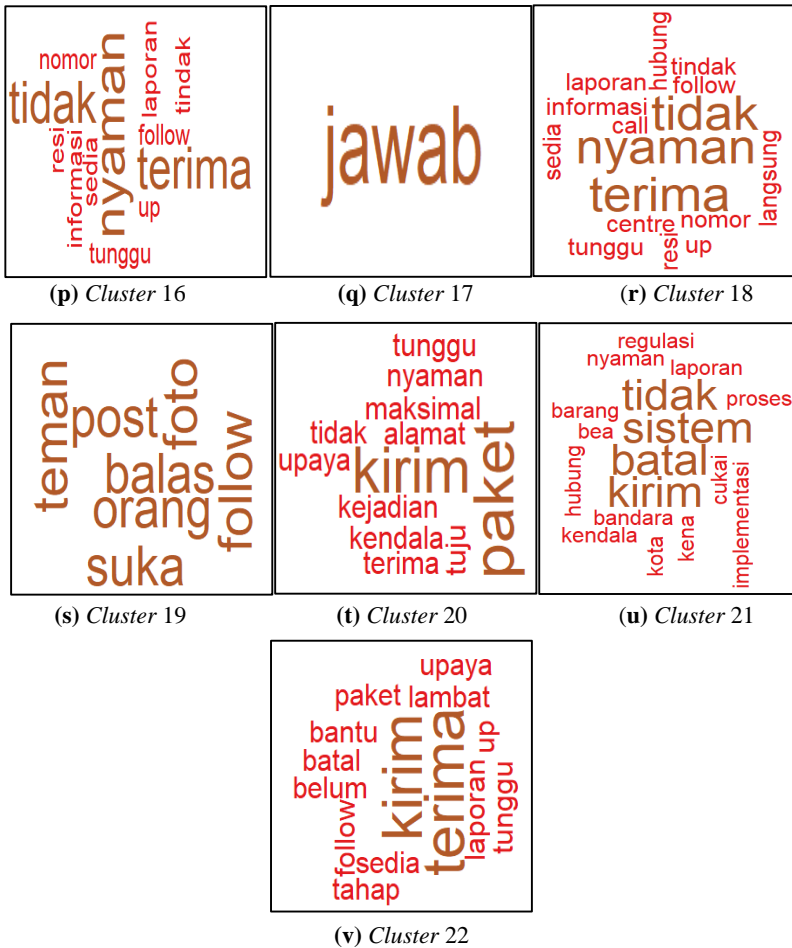 nomor
tidak
nyaman
laporan
tindak
resi
informasi
sedia
follow
terima
up
tunggu
(p) Cluster 16
jawab
(q) Cluster 17
hubung
laporan
tindak
follow
informasi
call
tidak
sedia
nyaman
terima
langsung
centre
nomor
tunggu
resi
up
(r) Cluster 18
teman
post
foto
balas
orang
follow
suka
(s) Cluster 19
tunggu
nyaman
maksimal
tidak
alamat
upaya
kirim
paket
kejadian
kendala
terima
tuju
(t) Cluster 20
regulasi
nyaman
laporan
tidak
proses
barang
bea
sistem
batal
hubung
kirim
cukai
implementasi
bandara
kendala
kota
kena
(u) Cluster 21
upaya
paket
lambat
bantu
batal
belum
kirim
terima
up
laporan
tunggu
follow
sedia
tahap
(v) Cluster 22